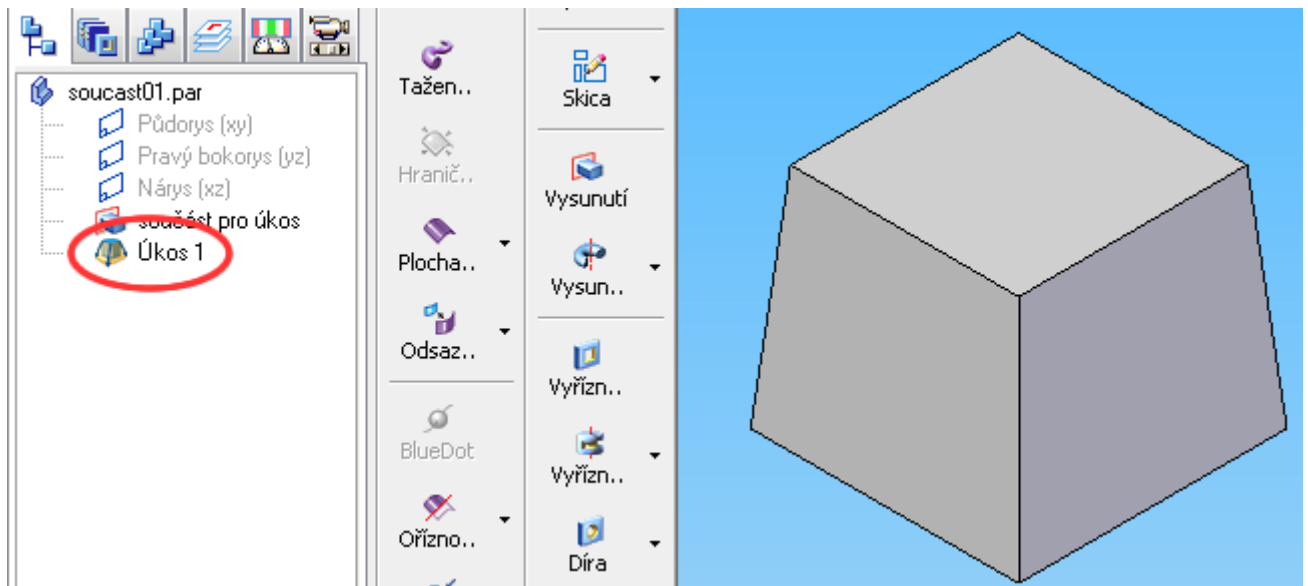 soucast01.par
Půdorys (xy)
Pravý bokorys (yz)
Nárys (xz)
součást pro úkos
Úkos 1
Tažen..
Hranič..
Plocha..
Odsaz..
BlueDot
Ořízno..
Skica
Vysunutí
Vysun..
Vyřízn..
Vyřízn..
Díra